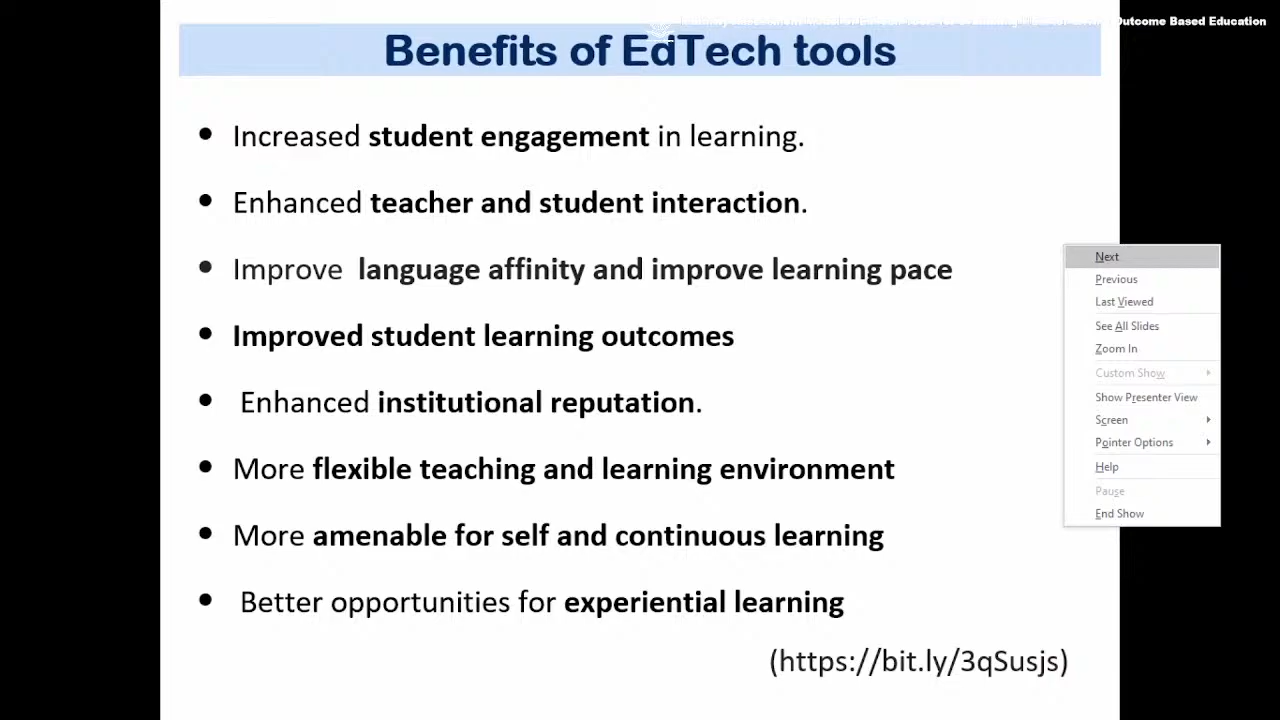 Outcome Based Education
Benefits of EdTech tools
• Increased student engagement in learning.
• Enhanced teacher and student interaction.
• Improve language affinity and improve learning pace
• Improved student learning outcomes
• Enhanced institutional reputation.
• More flexible teaching and learning environment
• More amenable for self and continuous learning
• Better opportunities for experiential learning
(https://bit.ly/3qSusjs)
Next
Previous
Last Viewed
See All Slides
Zoom In
Custom Show
Show Presenter View
Screen
Pointer Options
Help
Pause
End Show